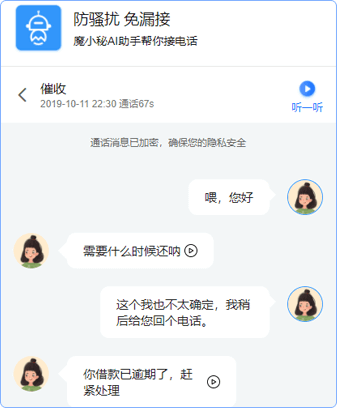 防骚扰 免漏接
魔小秘AI助手帮你接电话
催收
2019-10-11 22:30 通话67s
听一听
通话消息已加密，确保您的隐私安全
喂，您好
需要什么时候还呐
这个我也不太确定，我稍
后给您回个电话。
你借款已逾期了，赶
紧处理